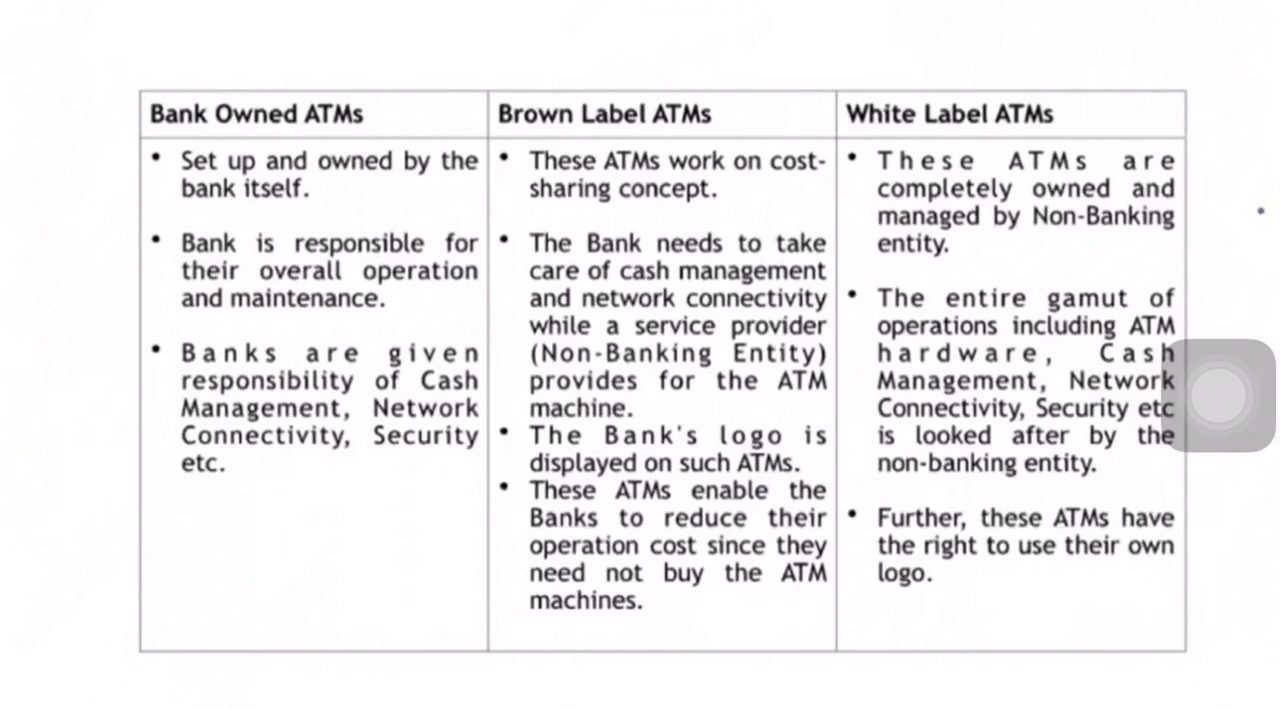 Bank Owned ATMs
• Set up and owned by the
bank itself.
• Bank is responsible for
their overall operation
and maintenance.
• Banks are given
responsibility of Cash
Management, Network
Connectivity, Security
etc.
Brown Label ATMs
• These ATMs work on cost-
sharing concept.
• The Bank needs to take
care of cash management
and network connectivity
while a service provider
(Non-Banking Entity)
provides for the ATM
machine.
• The Bank's logo is
displayed on such ATMs.
• These ATMs enable the
Banks to reduce their
operation cost since they
need not buy the ATM
machines.
White Label ATMs
• These ATMs are
completely owned and
managed by Non-Banking
entity.
• The entire gamut of
operations including ATM
hardware, Cash
Management, Network
Connectivity, Security etc
is looked after by the
non-banking entity.
• Further, these ATMs have
the right to use their own
logo.